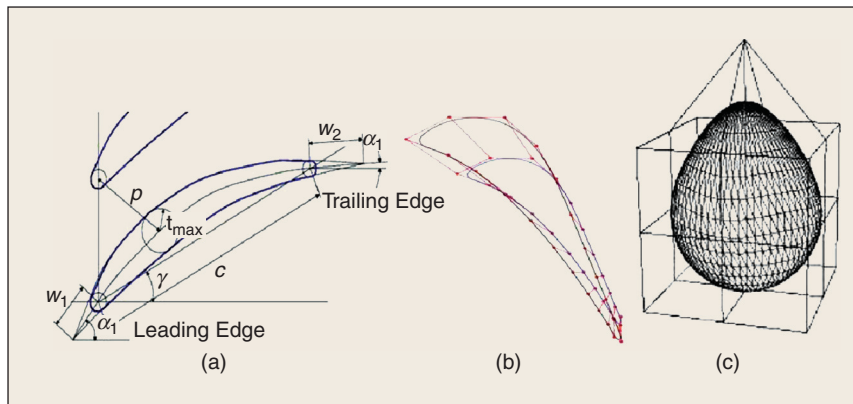 w2
α1
p
tmax
Trailing Edge
γ
c
w1
α1
Leading Edge
(a)
(b)
(c)